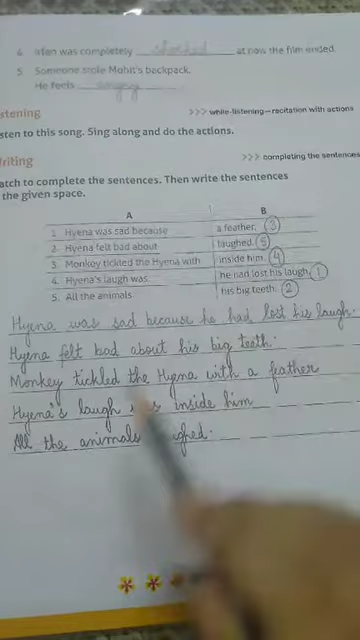 4. Irfan was completely shocked at how the film ended.
5. Someone stole Mohit's backpack.
He feels angry
stening >>> while-listening—recitation with actions
sten to this song. Sing along and do the actions.
riting >>> completing the sentences
atch to complete the sentences. Then write the sentences
the given space.
A B
1. Hyena was sad because a feather. 3
2. Hyena felt bad about laughed. 5
3. Monkey tickled the Hyena with inside him. 4
4. Hyena's laugh was he had lost his laugh. 1
5. All the animals his big teeth. 2
Hyena was sad because he had lost his laugh.
Hyena felt bad about his big teeth.
Monkey tickled the Hyena with a feather
Hyena's laugh was inside him
All the animals ughed.